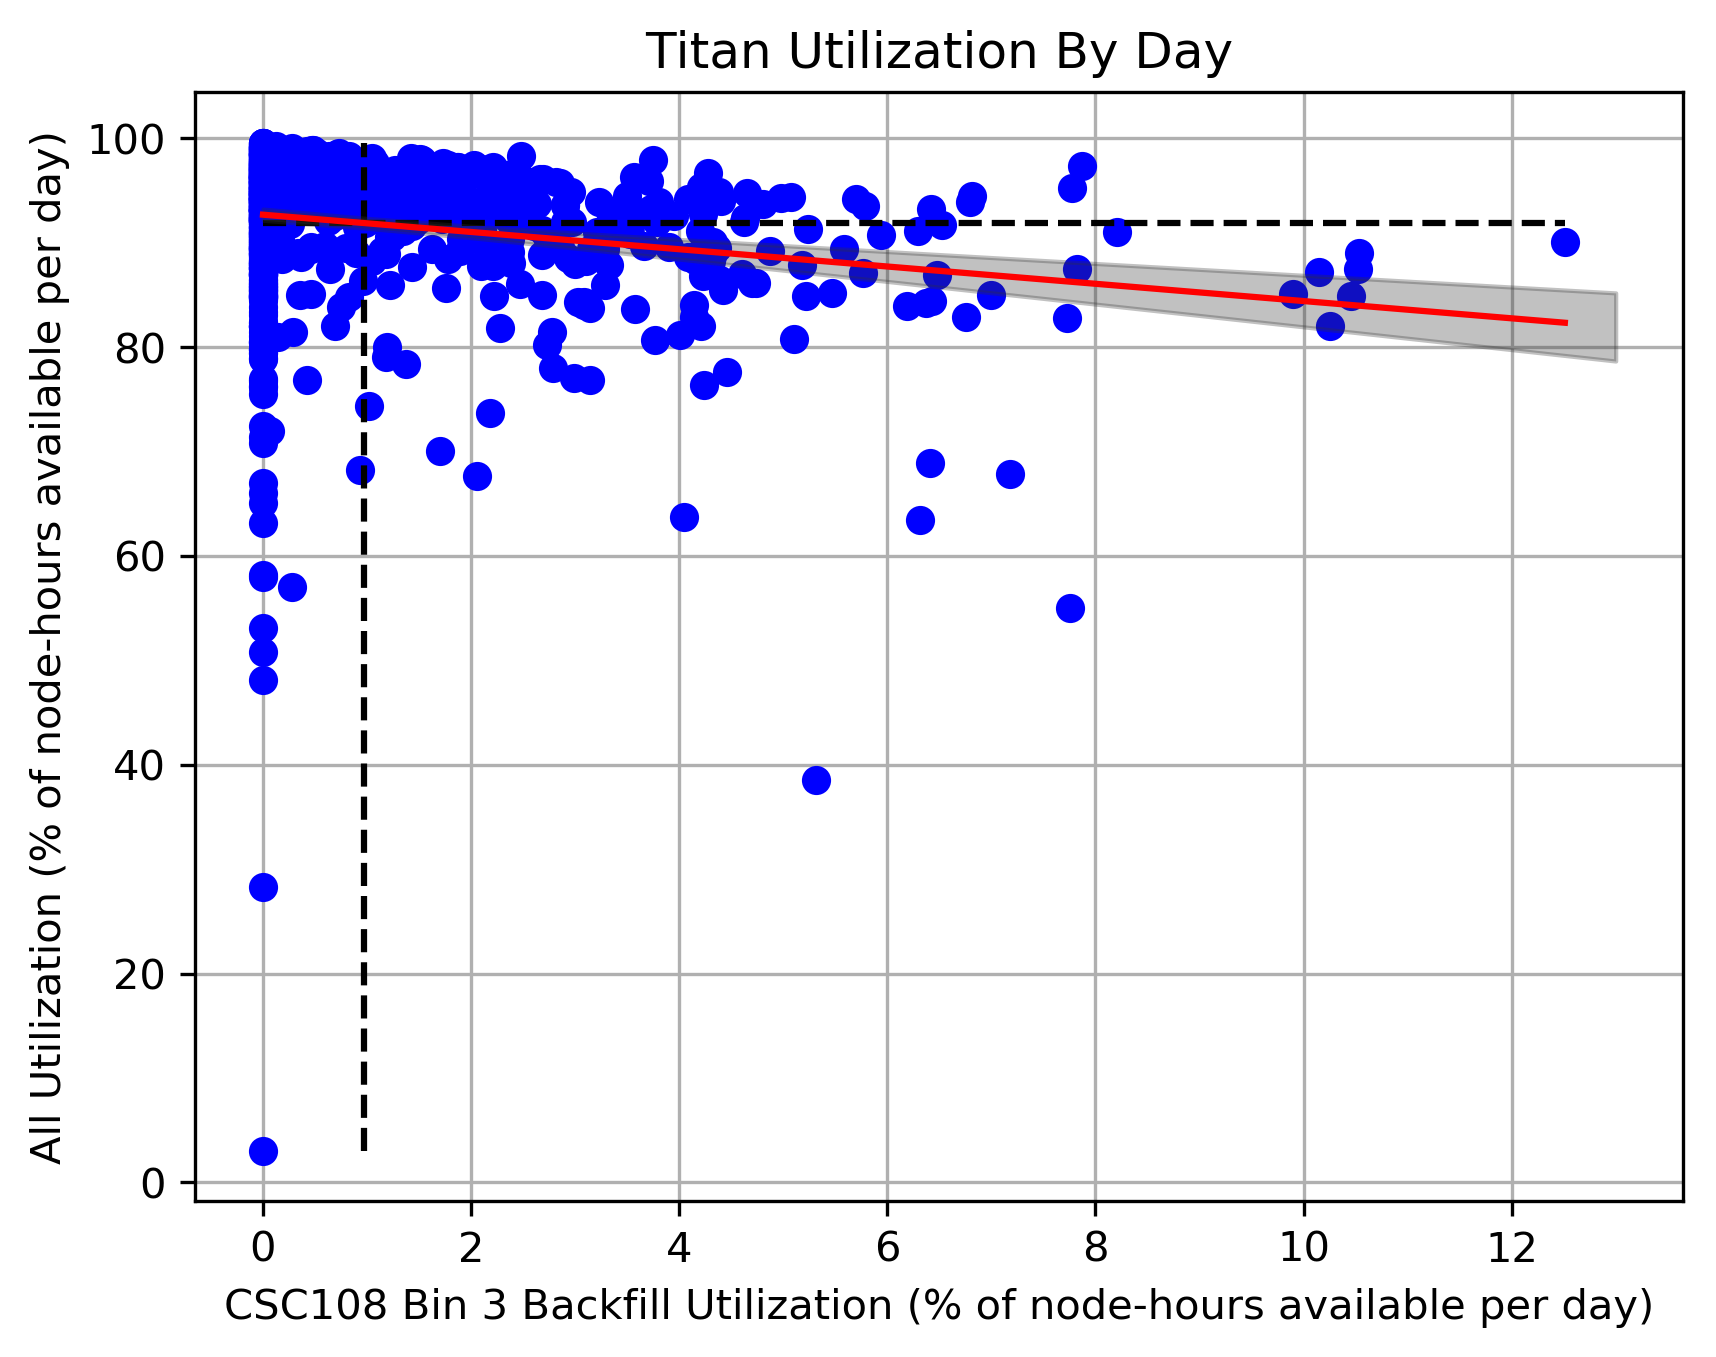 Titan Utilization By Day
All Utilization (% of node-hours available per day)
100
80
60
40
20
0
0 2 4 6 8 10 12
CSC108 Bin 3 Backfill Utilization (% of node-hours available per day)